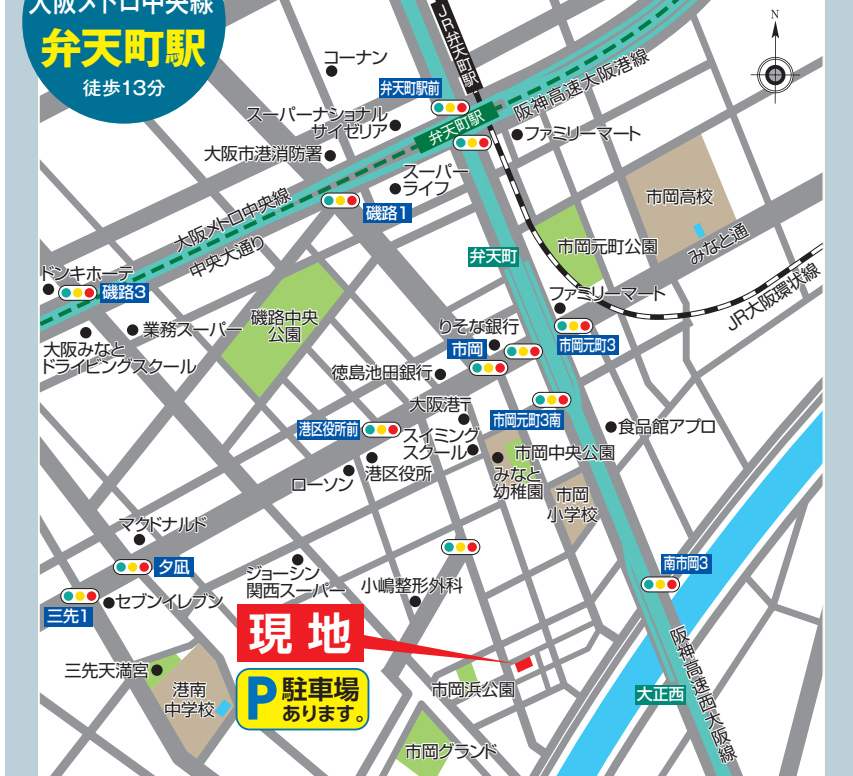 大阪メトロ中央線
弁天町駅
徒歩13分
N
JR弁天町駅
コーナン
弁天町駅前
阪神高速大阪港線
スーパーナショナル
サイゼリア
弁天町駅
ファミリーマート
大阪市港消防署
スーパー
ライフ
市岡高校
磯路1
大阪メトロ中央線
中央大通り
みなと通
弁天町
市岡元町公園
ドンキホーテ
磯路3
ファミリーマート
JR大阪環状線
業務スーパー
磯路中央
公園
りそな銀行
大阪みなと
ドライビングスクール
市岡
市岡元町3
徳島池田銀行
大阪港〒
市岡元町3南
港区役所前
スイミング
スクール
食品館アプロ
市岡中央公園
港区役所
みなと
幼稚園
ローソン
市岡
小学校
マクドナルド
夕凪
南市岡3
ジョーシン
関西スーパー
小嶋整形外科
三先1
セブンイレブン
現地
阪神高速西大阪線
三先天満宮
港南
中学校
P 駐車場
あります。
市岡浜公園
大正西
市岡グランド